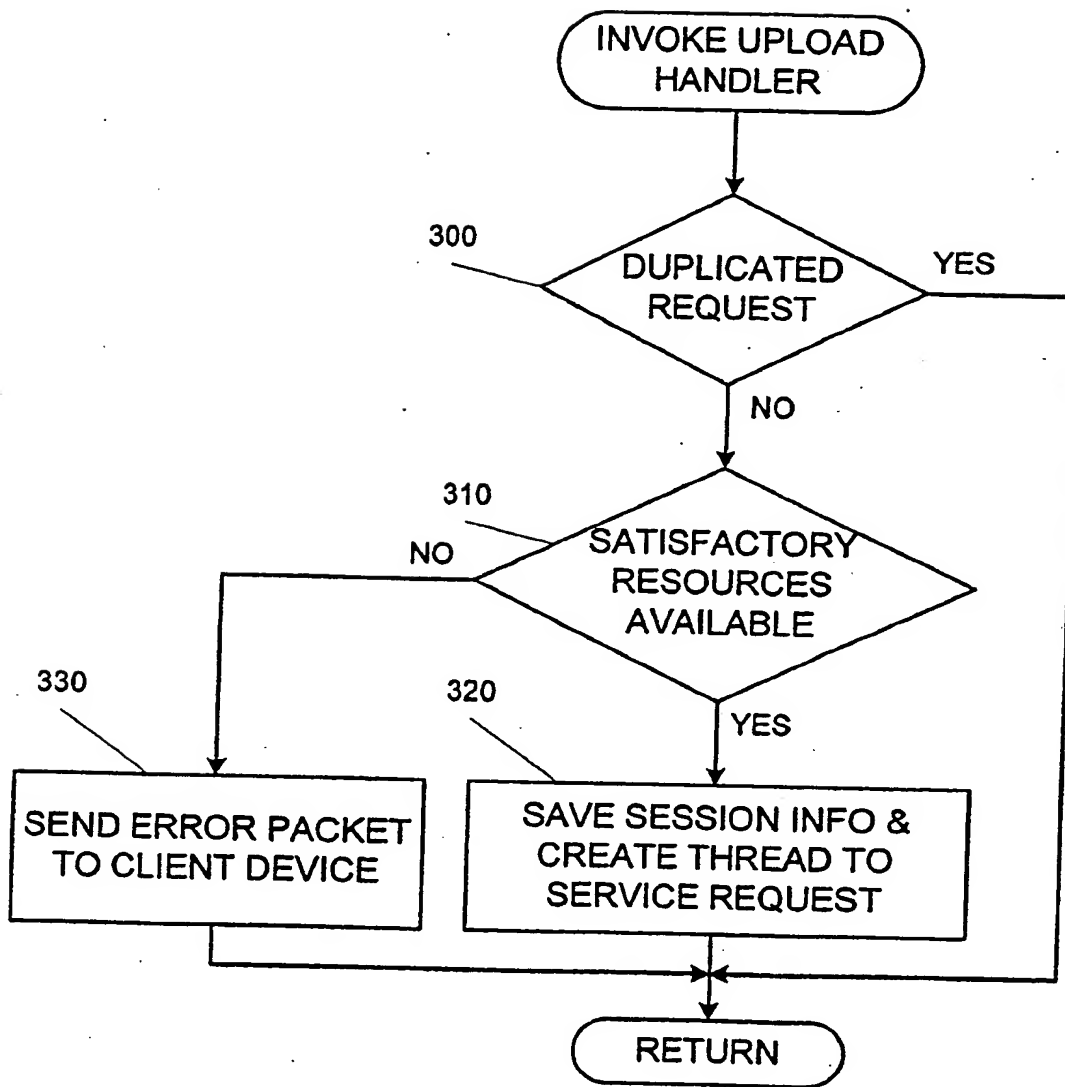 INVOKE UPLOAD
HANDLER
300
DUPLICATED
REQUEST
YES
NO
310
SATISFACTORY
RESOURCES
AVAILABLE
NO
YES
330
SEND ERROR PACKET
TO CLIENT DEVICE
320
SAVE SESSION INFO &
CREATE THREAD TO
SERVICE REQUEST
RETURN